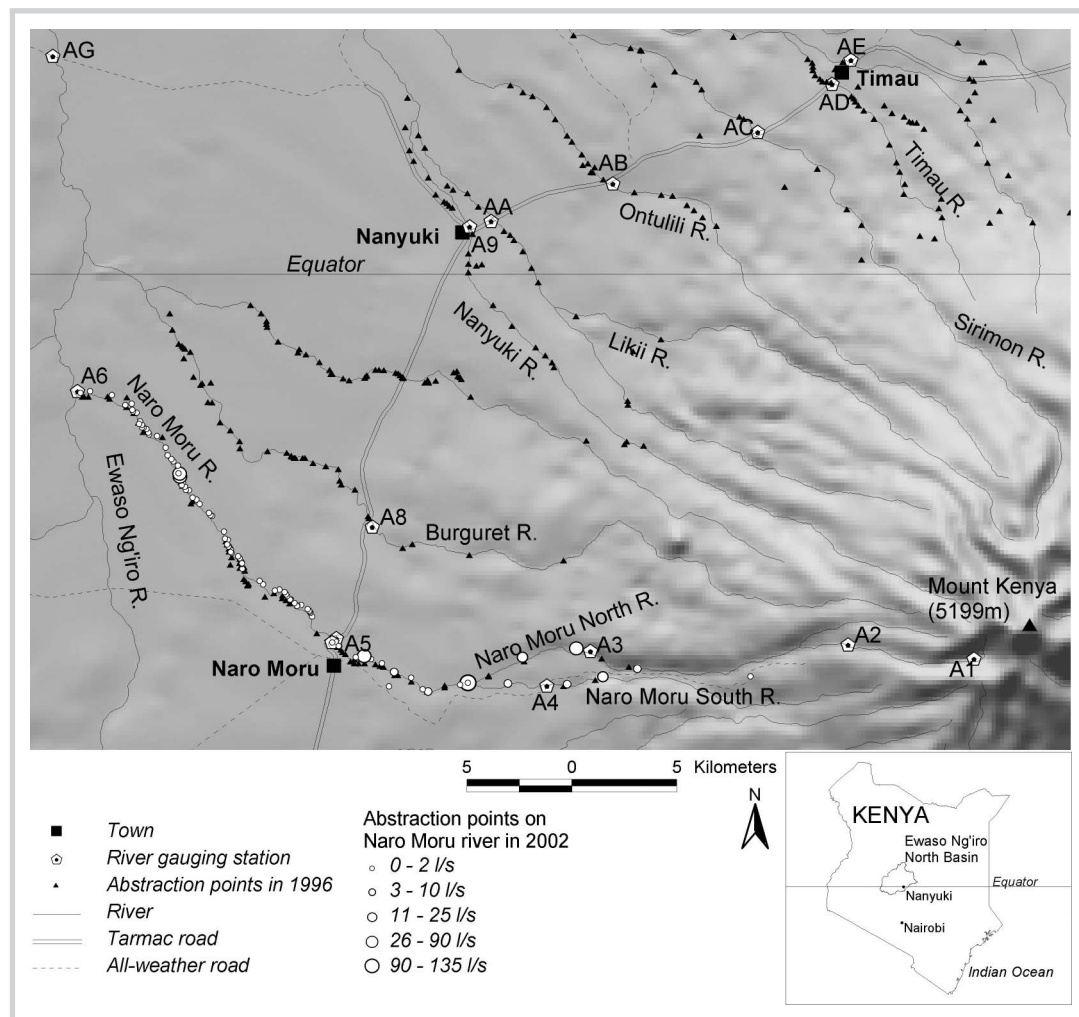 AG
AE
Timau
AD
AC
AB
Timau R.
AA
Ontulili R.
Nanyuki
A9
Equator
Nanyuki R.
Likii R.
Sirimon R.
A6
Naro Moru R.
Ewaso Ng'iro R.
A8
Burguret R.
Mount Kenya
(5199m)
Naro Moru North R.
A5
A3
A2
A1
Naro Moru
A4
Naro Moru South R.
5 0 5 Kilometers
N
Town
River gauging station
Abstraction points in 1996
River
Tarmac road
All-weather road
Abstraction points on
Naro Moru river in 2002
0 - 2 l/s
3 - 10 l/s
11 - 25 l/s
26 - 90 l/s
90 - 135 l/s
KENYA
Ewaso Ng'iro
North Basin
Equator
Nanyuki
Nairobi
Indian Ocean